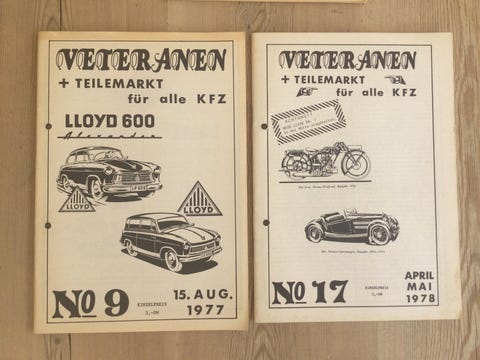 VETERANEN
+ TEILEMARKT
für alle KFZ
LLOYD 600
Alexander
LLOYD
LLOYD
No 9
EINZELPREIS
3,-DM
15. AUG.
1977
VETERANEN
+ TEILEMARKT
für alle KFZ
ACHTUNG!
No 17
EINZELPREIS
3,-DM
APRIL
MAI
1978